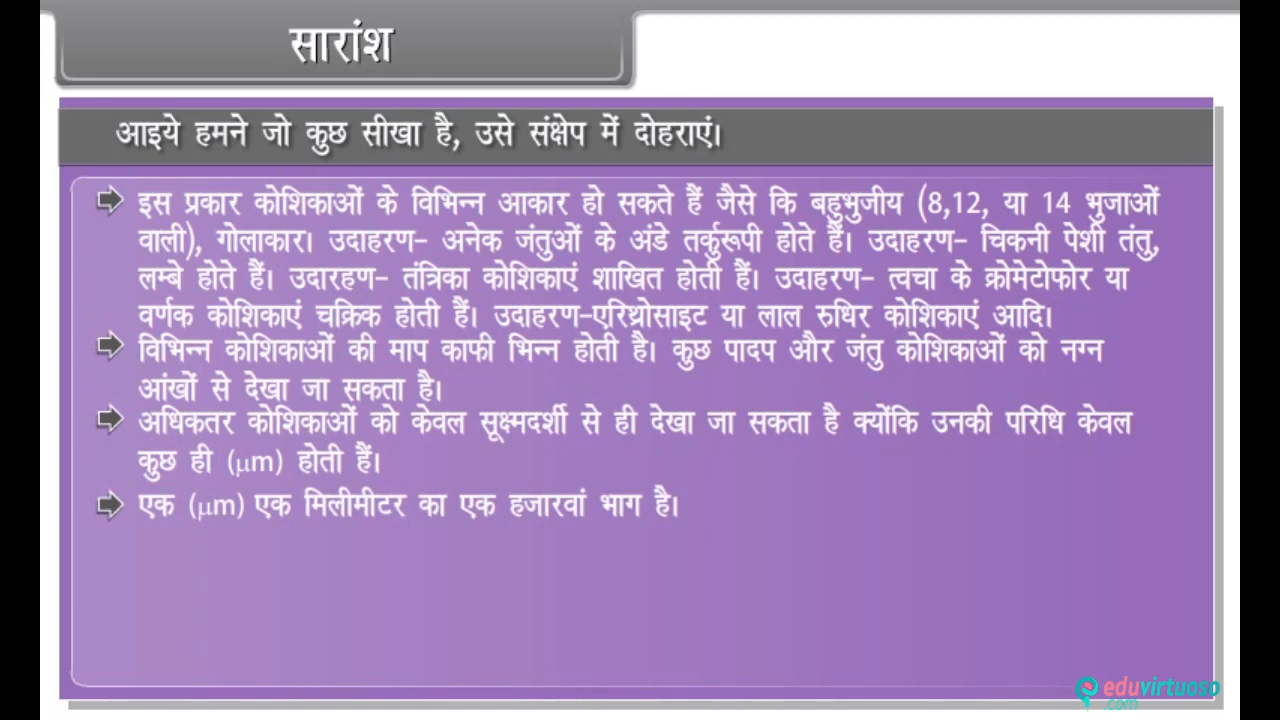 सारांश
आइये हमने जो कुछ सीखा है, उसे संक्षेप में दोहराएं।
इस प्रकार कोशिकाओं के विभिन्न आकार हो सकते हैं जैसे कि बहुभुजीय (8,12, या 14 भुजाओं
वाली), गोलाकार। उदाहरण- अनेक जंतुओं के अंडे तर्कुरूपी होते हैं। उदाहरण- चिकनी पेशी तंतु,
लम्बे होते हैं। उदारहण- तंत्रिका कोशिकाएं शाखित होती हैं। उदाहरण- त्वचा के क्रोमेटोफोर या
वर्णक कोशिकाएं चक्रिक होती हैं। उदाहरण-एरिथ्रोसाइट या लाल रुधिर कोशिकाएं आदि।
विभिन्न कोशिकाओं की माप काफी भिन्न होती है। कुछ पादप और जंतु कोशिकाओं को नग्न
आंखों से देखा जा सकता है।
अधिकतर कोशिकाओं को केवल सूक्ष्मदर्शी से ही देखा जा सकता है क्योंकि उनकी परिधि केवल
कुछ ही (μm) होती हैं।
एक (μm) एक मिलीमीटर का एक हजारवां भाग है।
eduvirtuoso
.com